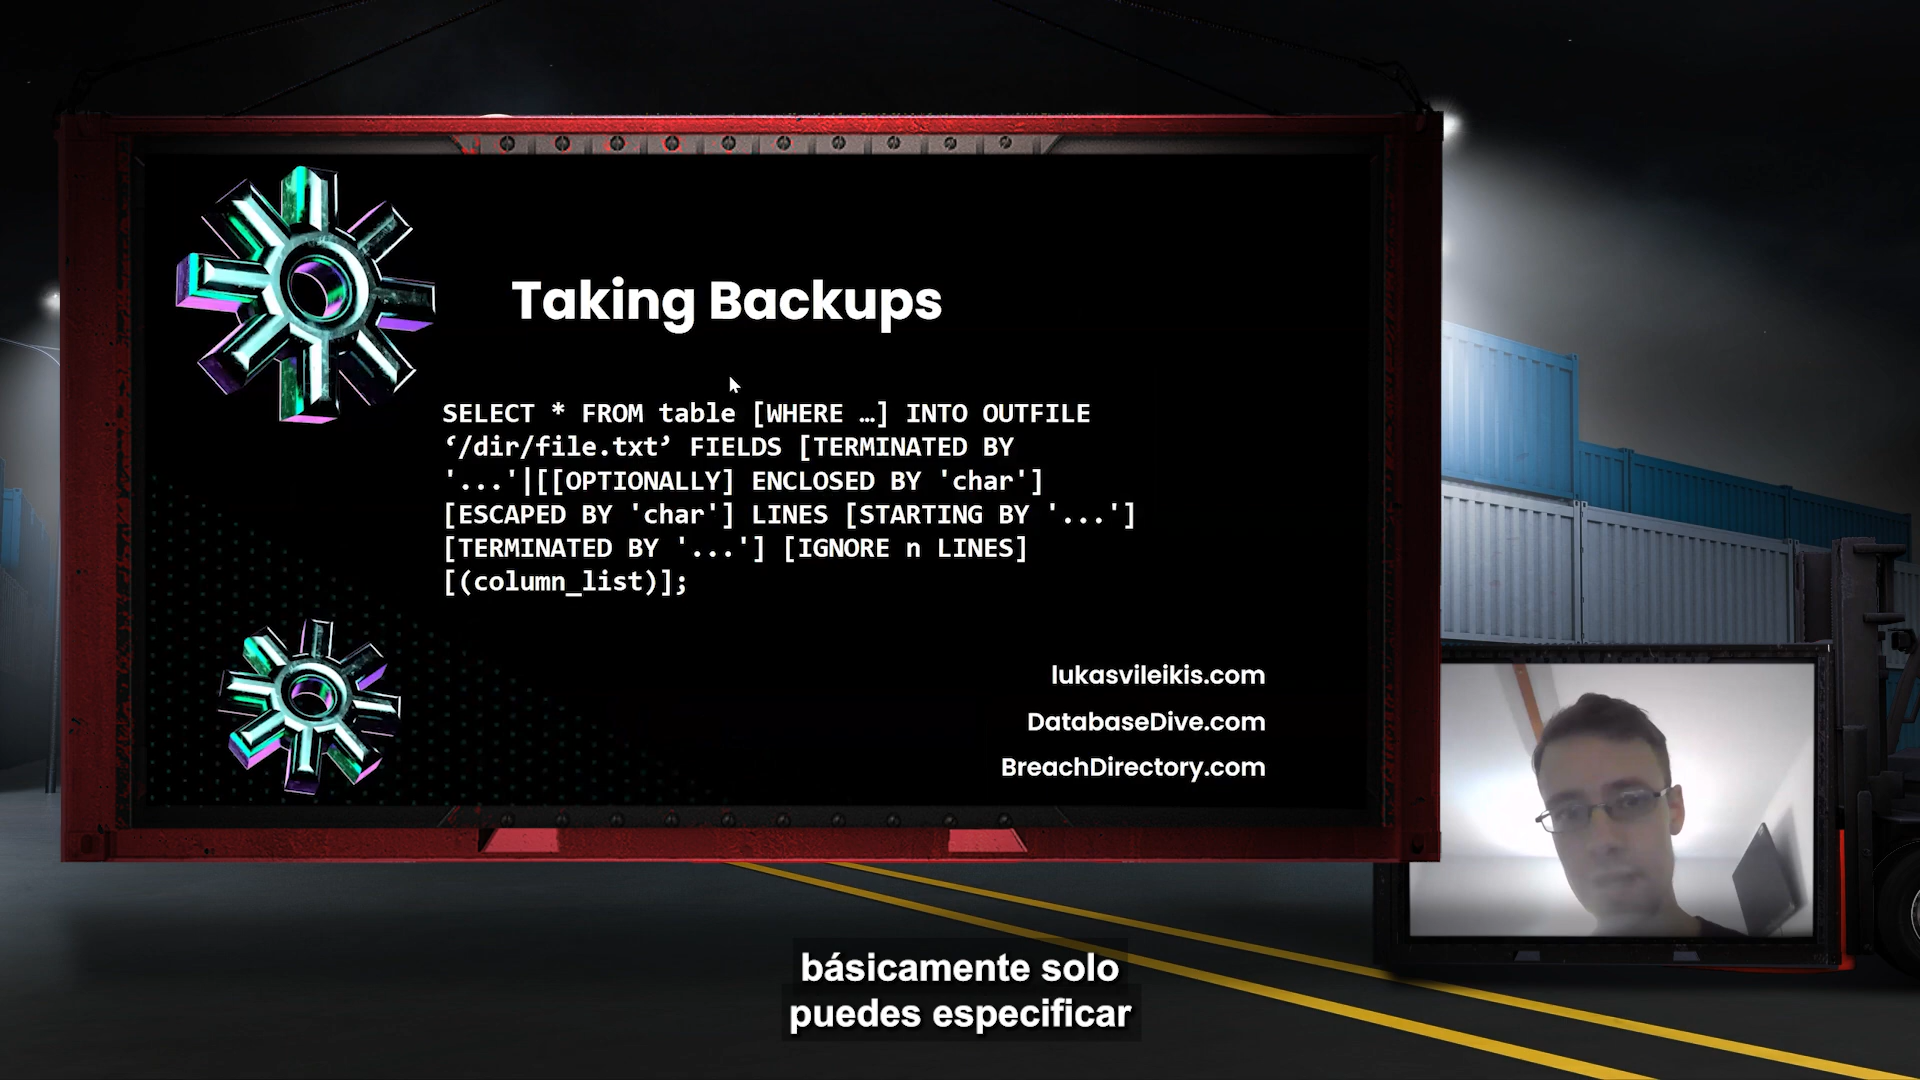 Taking Backups
SELECT * FROM table [WHERE …] INTO OUTFILE
‘/dir/file.txt’ FIELDS [TERMINATED BY
'...'|[[OPTIONALLY] ENCLOSED BY 'char']
[ESCAPED BY 'char'] LINES [STARTING BY '...']
[TERMINATED BY '...'] [IGNORE n LINES]
[(column_list)];
lukasvileikis.com
DatabaseDive.com
BreachDirectory.com
básicamente solo
puedes especificar